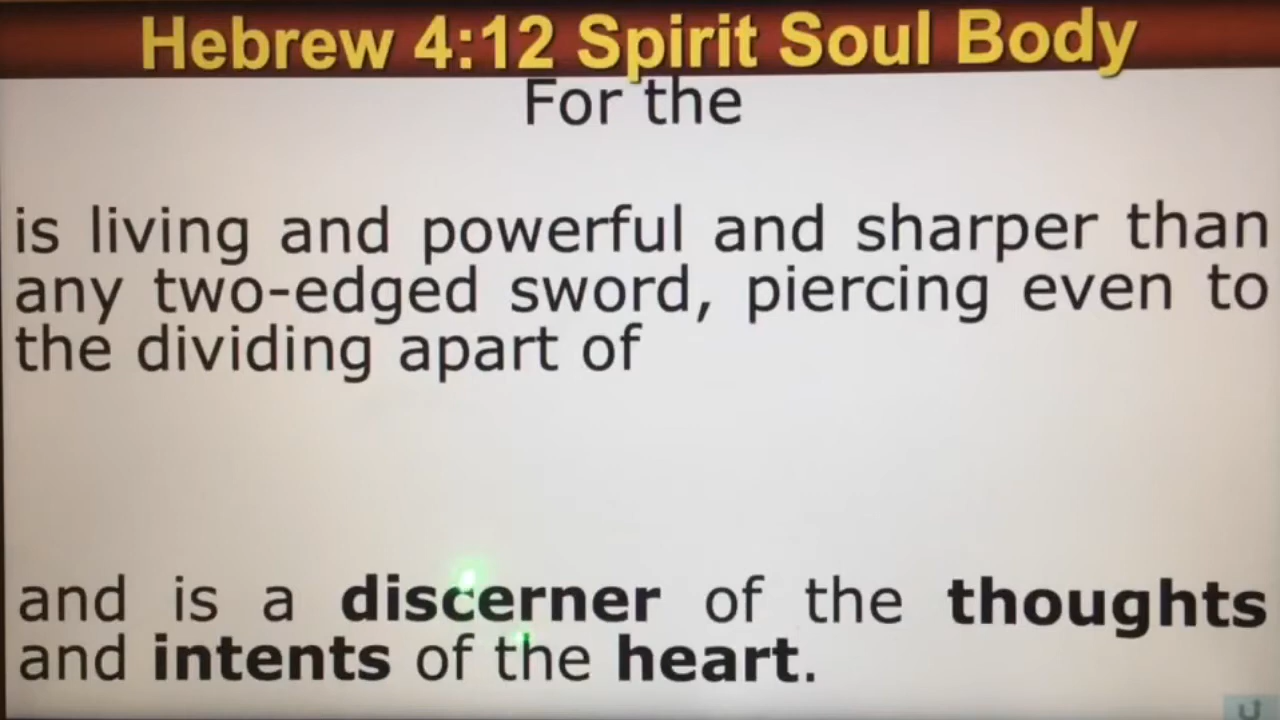 Hebrew 4:12 Spirit Soul Body
For the
is living and powerful and sharper than
any two-edged sword, piercing even to
the dividing apart of
and is a discerner of the thoughts
and intents of the heart.